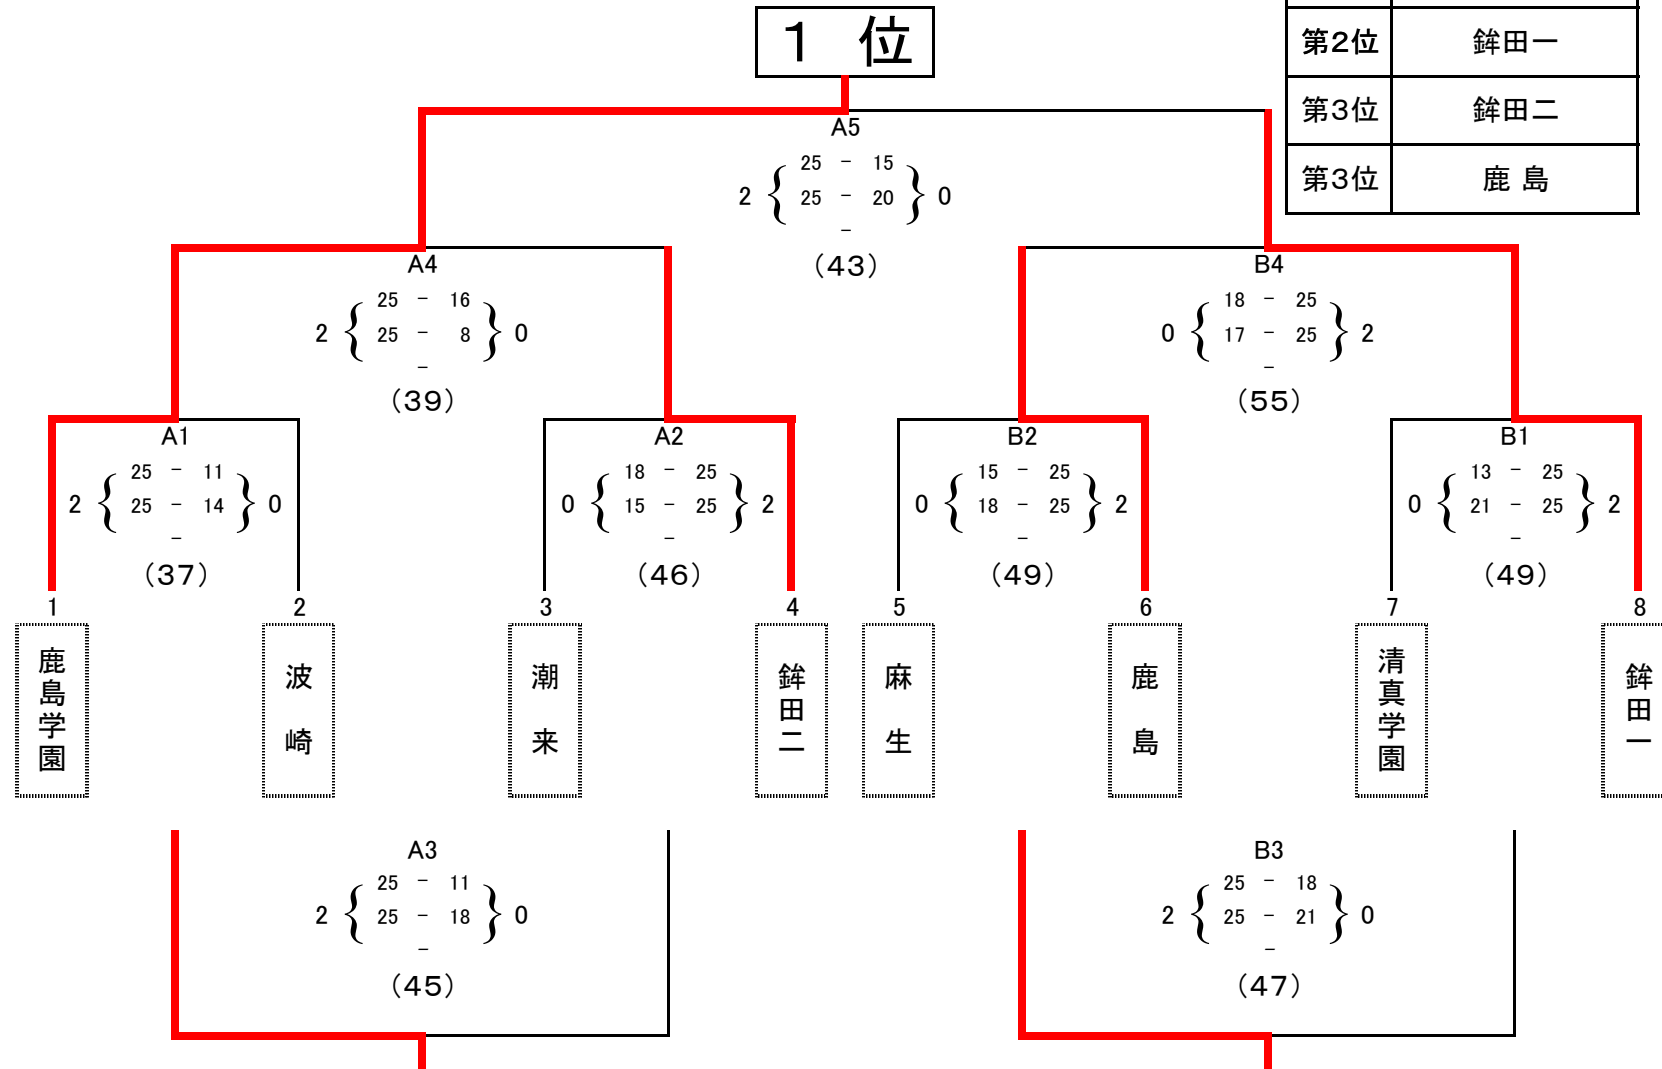 １　位
第2位 鉾田一
第3位 鉾田二
第3位 鹿 島
A5
25 － 15
2 { 25 － 20 } 0
－
（43）
A4
25 － 16
2 { 25 － 8 } 0
－
（39）
B4
18 － 25
0 { 17 － 25 } 2
－
（55）
A1
25 － 11
2 { 25 － 14 } 0
－
（37）
A2
18 － 25
0 { 15 － 25 } 2
－
（46）
B2
15 － 25
0 { 18 － 25 } 2
－
（49）
B1
13 － 25
0 { 21 － 25 } 2
－
（49）
1 2 3 4 5 6 7 8
鹿島学園
波崎
潮来
鉾田二
麻生
鹿島
清真学園
鉾田一
A3
25 － 11
2 { 25 － 18 } 0
－
（45）
B3
25 － 18
2 { 25 － 21 } 0
－
（47）